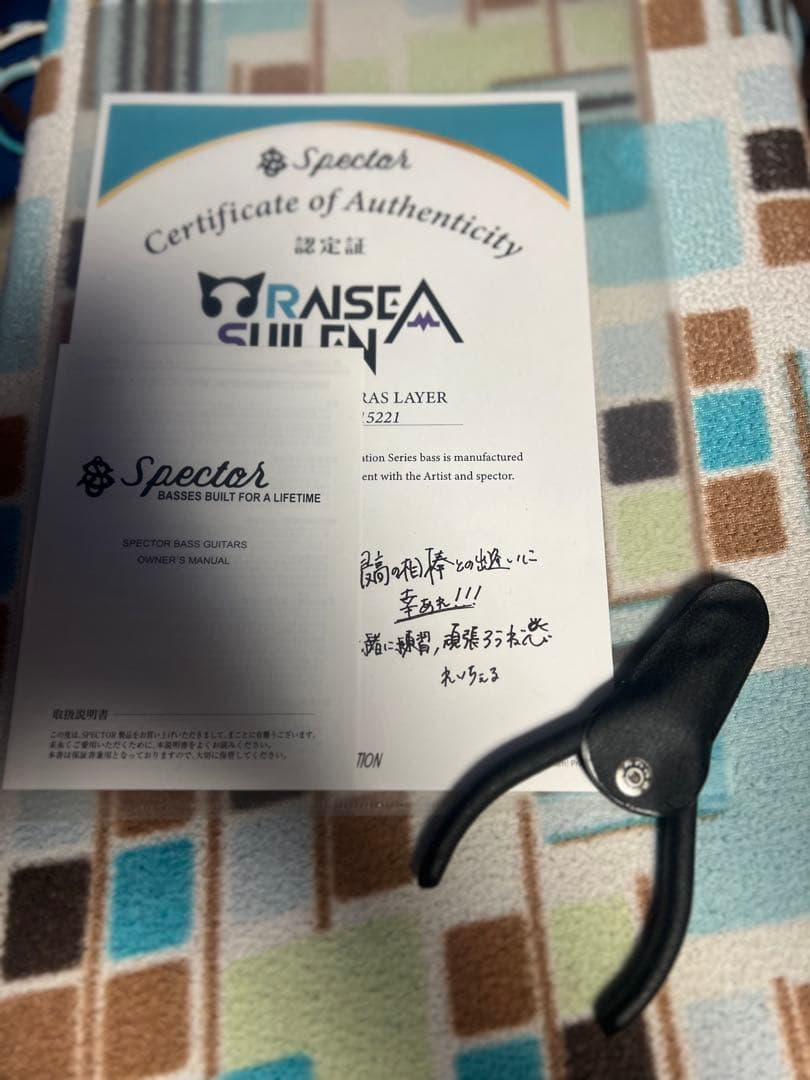 Spector
Certificate of Authenticity
認定証
RAISE A
SUILEN
RAS LAYER
5221
ation Series bass is manufactured
ent with the Artist and spector.
最高の相棒との出逢いに
幸あれ!!!
緒に練習,頑張ろうね
れいちぇる
TION
Spector
BASSES BUILT FOR A LIFETIME
SPECTOR BASS GUITARS
OWNER'S MANUAL
取扱説明書
この度は、SPECTOR 製品をお買い上げいただきまして、まことに有難うございます。
末永くご愛用いただくために、本説明書をよくお読みください。
本書は保証書兼用となっておりますので、大切に保管してください。